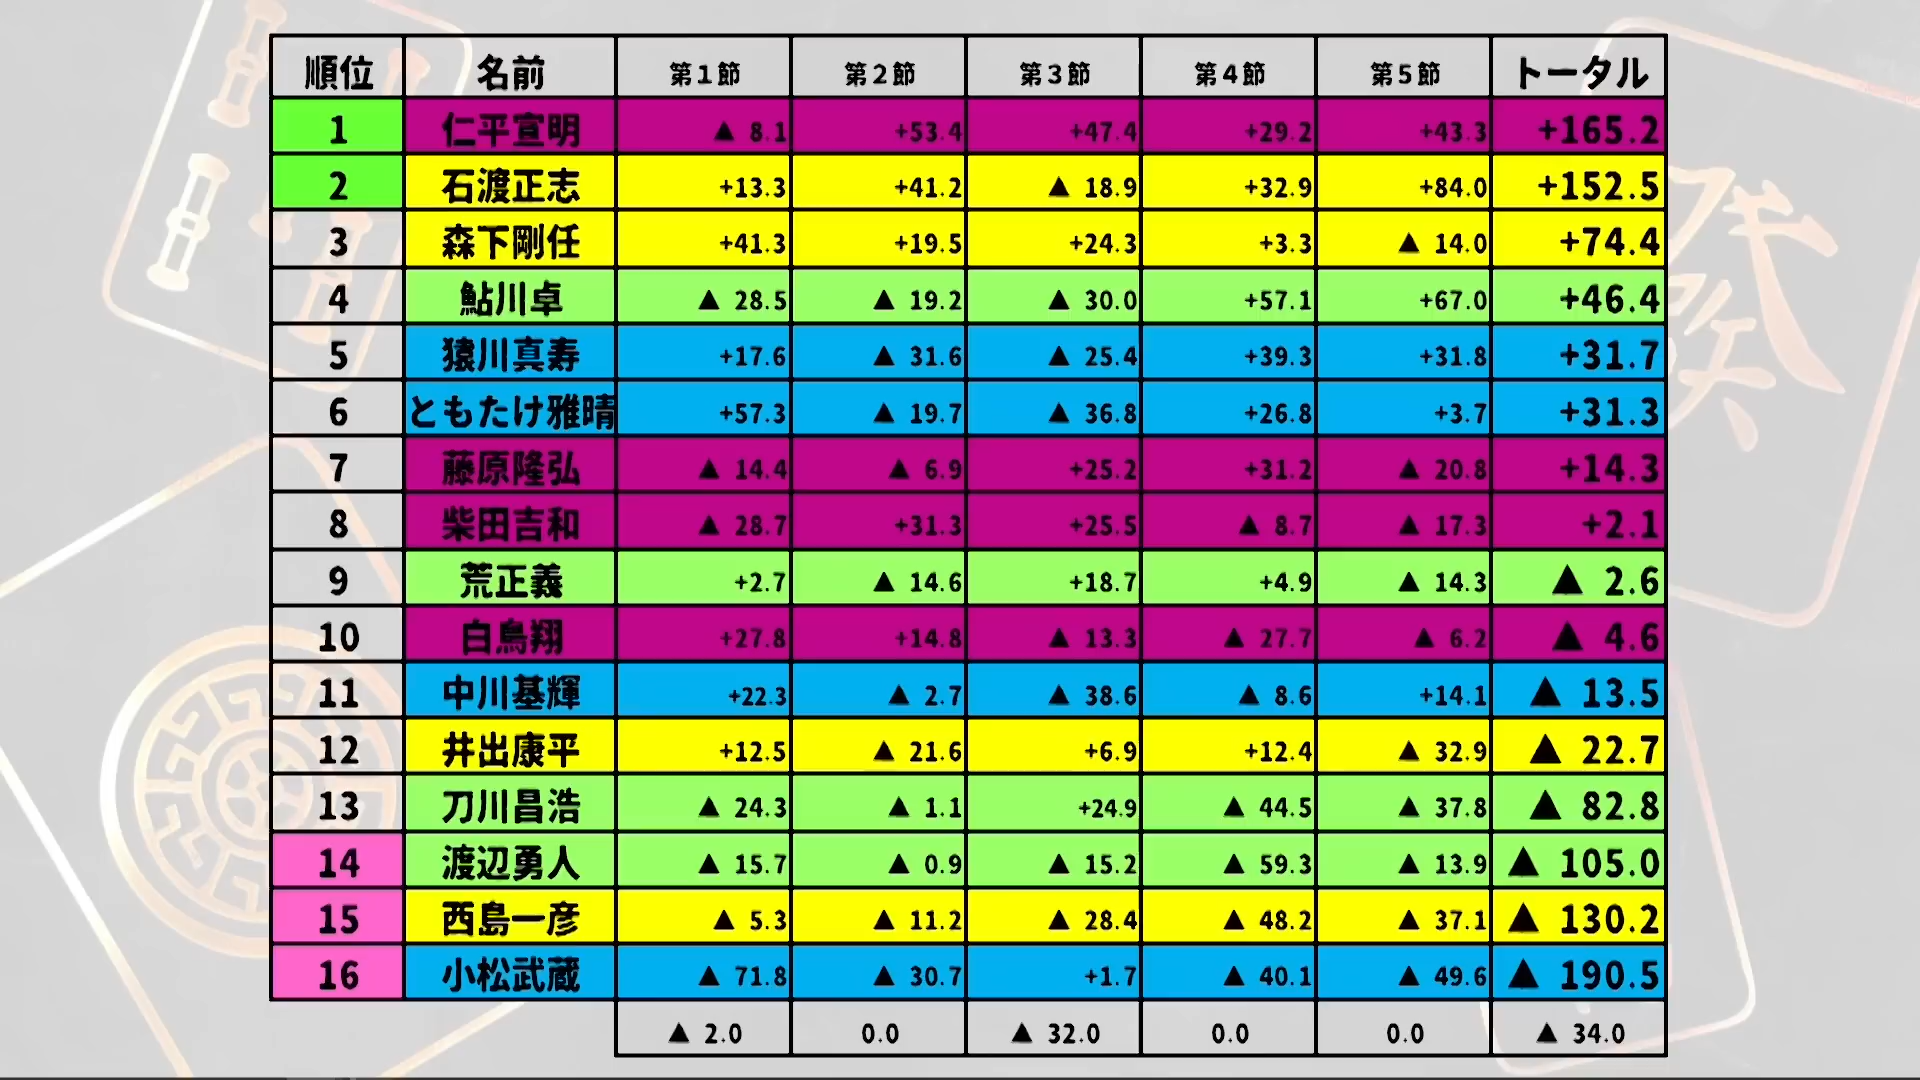 順位 名前 第1節 第2節 第3節 第4節 第5節 トータル
1 仁平宣明 ▲ 8.1 +53.4 +47.4 +29.2 +43.3 +165.2
2 石渡正志 +13.3 +41.2 ▲ 18.9 +32.9 +84.0 +152.5
3 森下剛任 +41.3 +19.5 +24.3 +3.3 ▲ 14.0 +74.4
4 鮎川卓 ▲ 28.5 ▲ 19.2 ▲ 30.0 +57.1 +67.0 +46.4
5 猿川真寿 +17.6 ▲ 31.6 ▲ 25.4 +39.3 +31.8 +31.7
6 ともたけ雅晴 +57.3 ▲ 19.7 ▲ 36.8 +26.8 +3.7 +31.3
7 藤原隆弘 ▲ 14.4 ▲ 6.9 +25.2 +31.2 ▲ 20.8 +14.3
8 柴田吉和 ▲ 28.7 +31.3 +25.5 ▲ 8.7 ▲ 17.3 +2.1
9 荒正義 +2.7 ▲ 14.6 +18.7 +4.9 ▲ 14.3 ▲ 2.6
10 白鳥翔 +27.8 +14.8 ▲ 13.3 ▲ 27.7 ▲ 6.2 ▲ 4.6
11 中川基輝 +22.3 ▲ 2.7 ▲ 38.6 ▲ 8.6 +14.1 ▲ 13.5
12 井出康平 +12.5 ▲ 21.6 +6.9 +12.4 ▲ 32.9 ▲ 22.7
13 刀川昌浩 ▲ 24.3 ▲ 1.1 +24.9 ▲ 44.5 ▲ 37.8 ▲ 82.8
14 渡辺勇人 ▲ 15.7 ▲ 0.9 ▲ 15.2 ▲ 59.3 ▲ 13.9 ▲ 105.0
15 西島一彦 ▲ 5.3 ▲ 11.2 ▲ 28.4 ▲ 48.2 ▲ 37.1 ▲ 130.2
16 小松武蔵 ▲ 71.8 ▲ 30.7 +1.7 ▲ 40.1 ▲ 49.6 ▲ 190.5
▲ 2.0 0.0 ▲ 32.0 0.0 0.0 ▲ 34.0